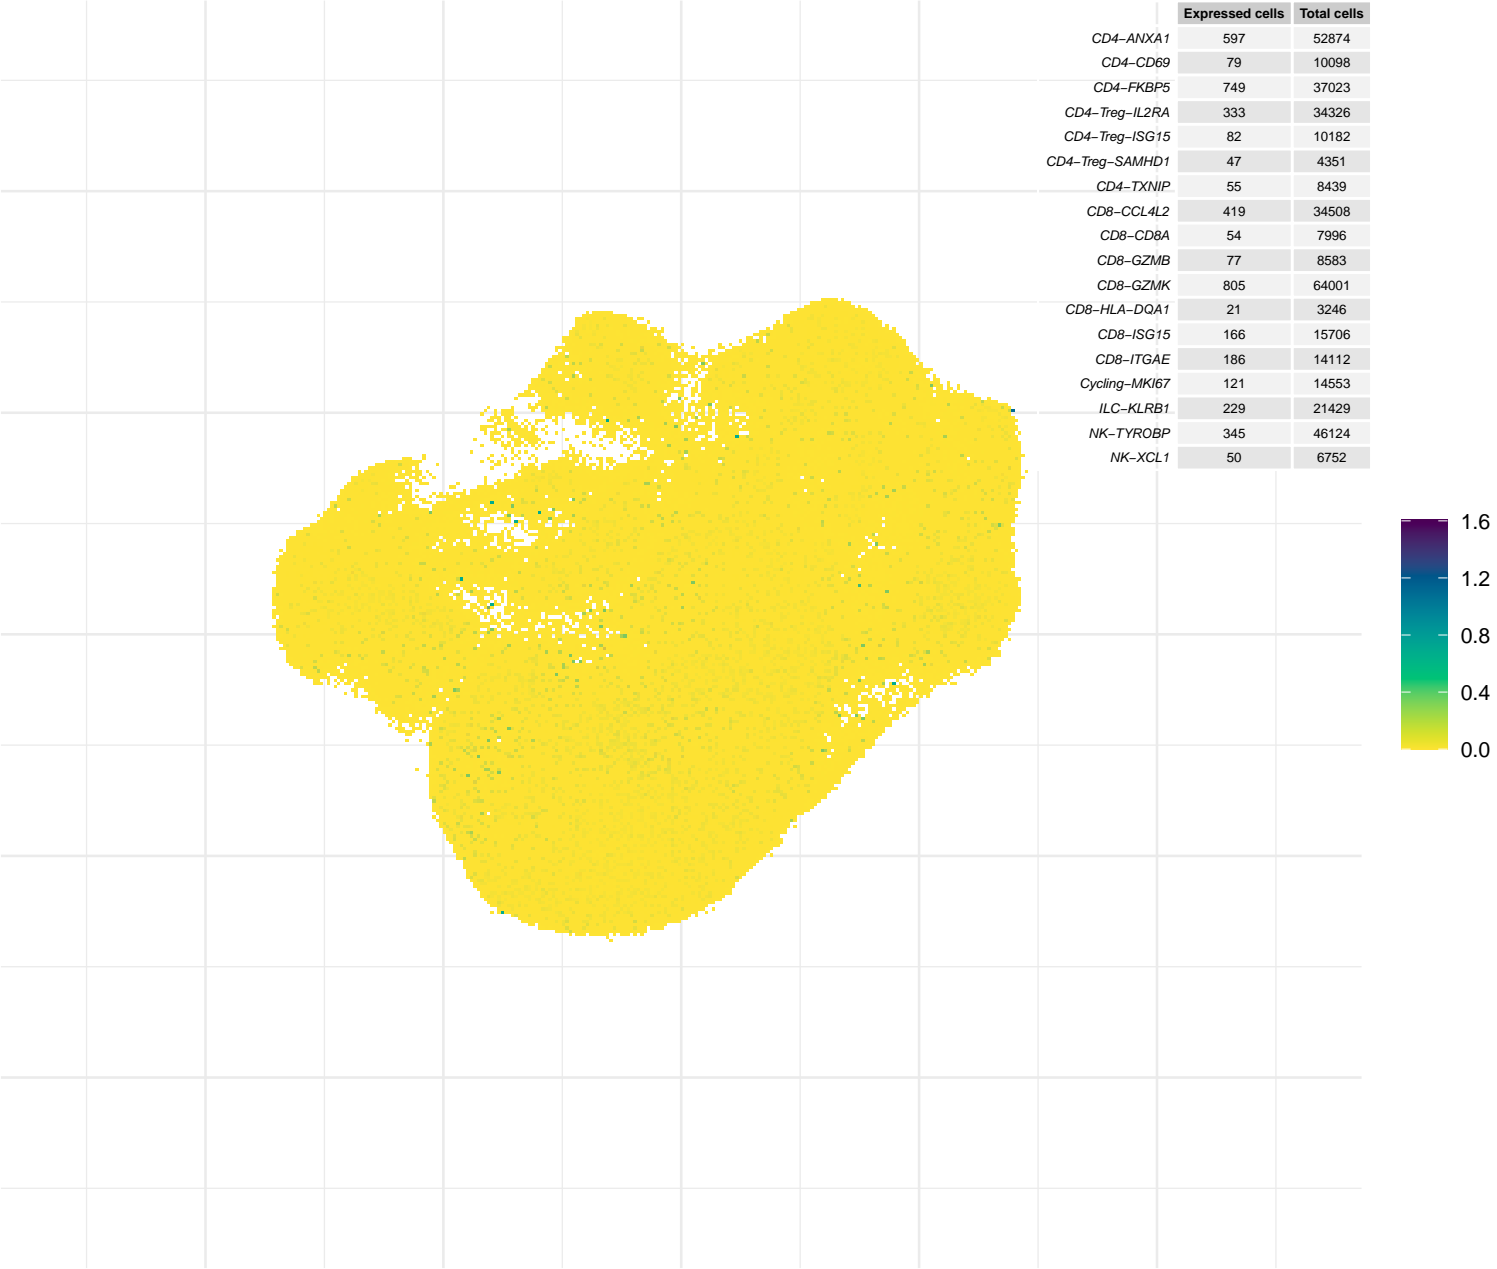 Expressed cells Total cells
CD4−ANXA1 597 52874
CD4−CD69 79 10098
CD4−FKBP5 749 37023
CD4−Treg−IL2RA 333 34326
CD4−Treg−ISG15 82 10182
CD4−Treg−SAMHD1 47 4351
CD4−TXNIP 55 8439
CD8−CCL4L2 419 34508
CD8−CD8A 54 7996
CD8−GZMB 77 8583
CD8−GZMK 805 64001
CD8−HLA−DQA1 21 3246
CD8−ISG15 166 15706
CD8−ITGAE 186 14112
Cycling−MKI67 121 14553
ILC−KLRB1 229 21429
NK−TYROBP 345 46124
NK−XCL1 50 6752
1.6
1.2
0.8
0.4
0.0